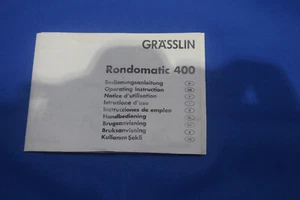 GRÄSSLIN
Rondomatic 400
Bedienungsanleitung
Operating Instruction
Notice d'utilisation
Istruzioni d'uso
Instrucciones de empleo
Handbediening
Brugsanvisning
Bruksanvisning
Kullanım Şekli